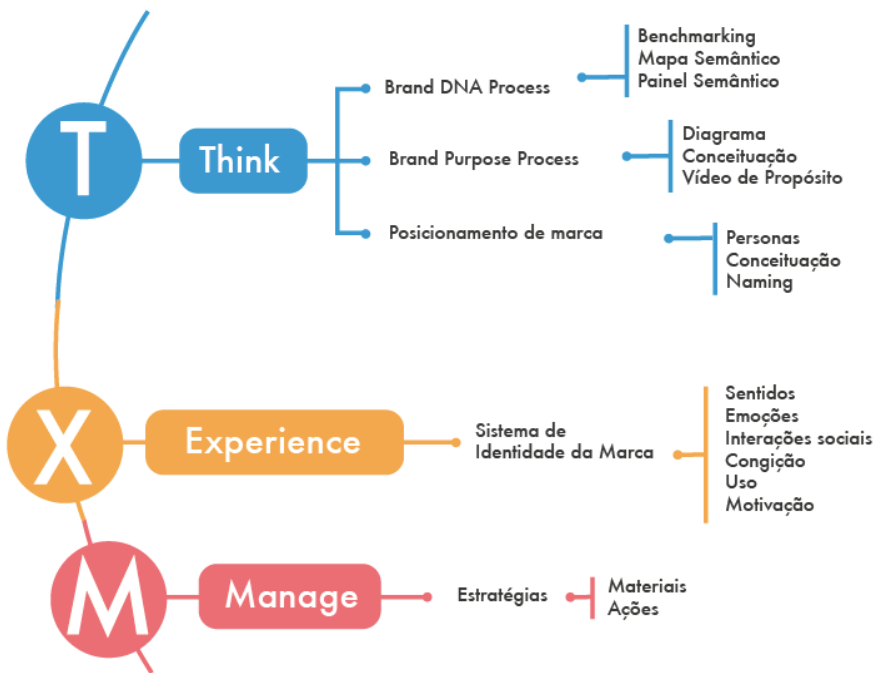 T
Think
Brand DNA Process
Benchmarking
Mapa Semântico
Painel Semântico
Brand Purpose Process
Diagrama
Conceituação
Vídeo de Propósito
Posicionamento de marca
Personas
Conceituação
Naming
X
Experience
Sistema de
Identidade da Marca
Sentidos
Emoções
Interações sociais
Congição
Uso
Motivação
M
Manage
Estratégias
Materiais
Ações